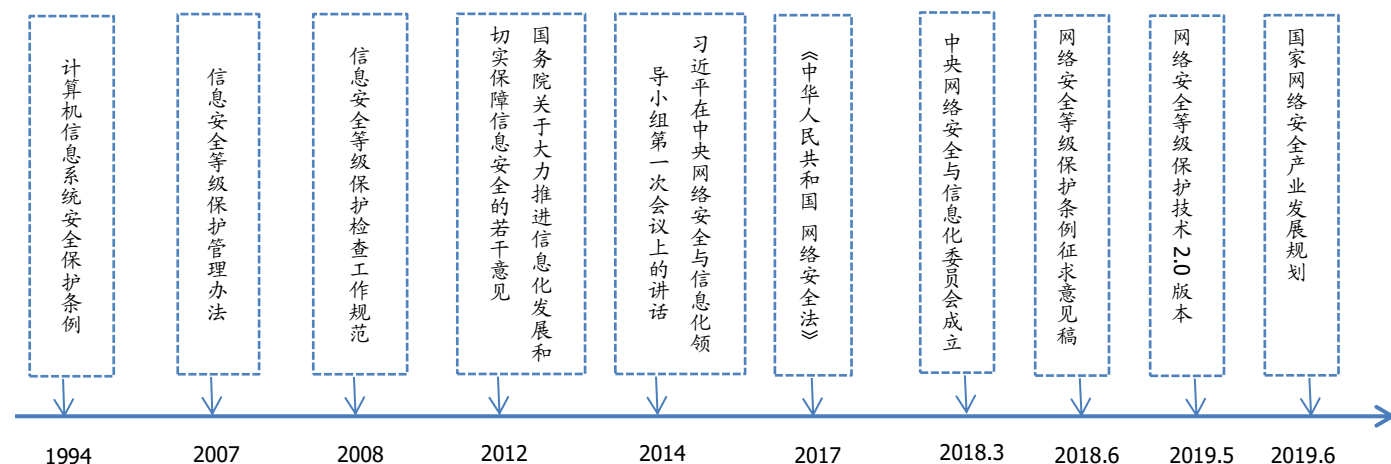 计算机信息系统安全保护条例
信息安全等级保护管理办法
信息安全等级保护检查工作规范
国务院关于大力推进信息化发展和
切实保障信息安全的若干意见
习近平在中央网络安全与信息化领
导小组第一次会议上的讲话
《中华人民共和国 网络安全法》
中央网络安全与信息化委员会成立
网络安全等级保护条例征求意见稿
网络安全等级保护技术 2.0 版本
国家网络安全产业发展规划
1994
2007
2008
2012
2014
2017
2018.3
2018.6
2019.5
2019.6